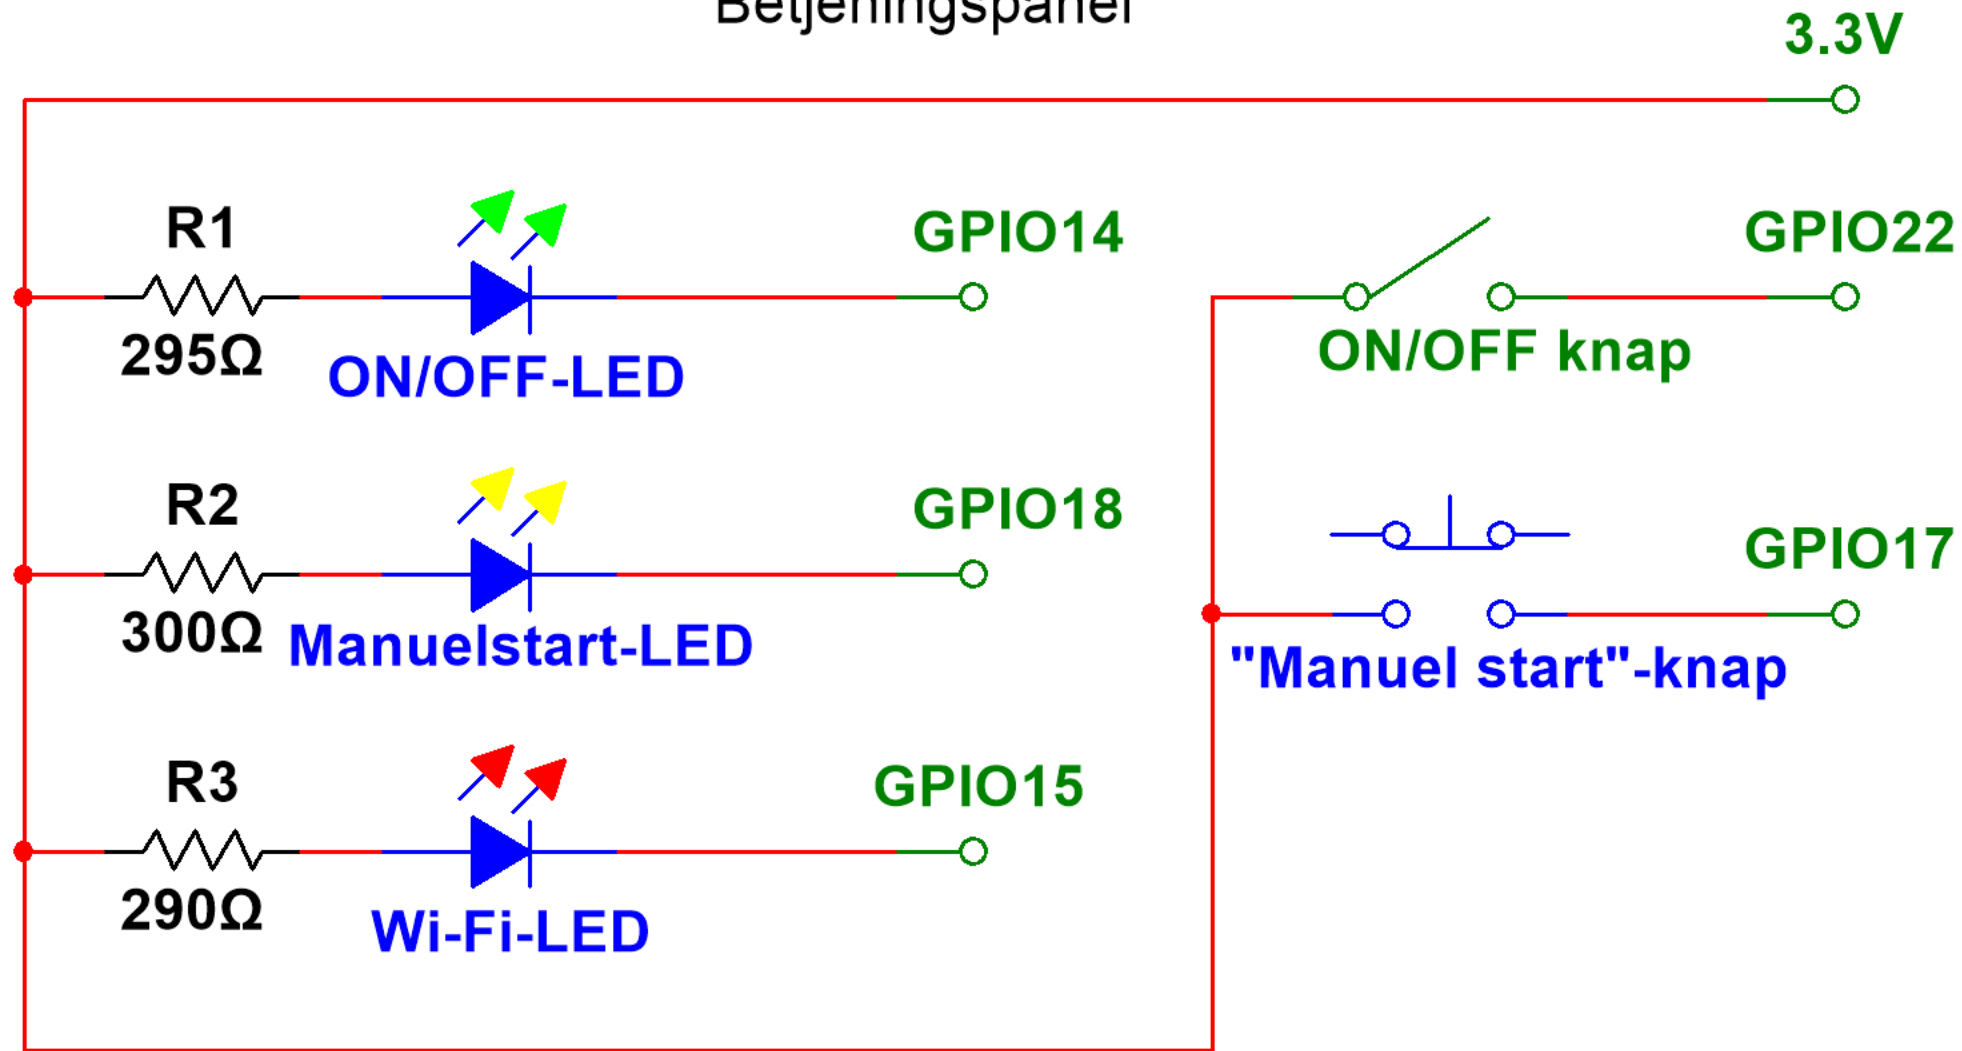 Betjeningspanel
3.3V
R1
GPIO14
GPIO22
295Ω
ON/OFF-LED
ON/OFF knap
R2
GPIO18
GPIO17
300Ω
Manuelstart-LED
"Manuel start"-knap
R3
GPIO15
290Ω
Wi-Fi-LED